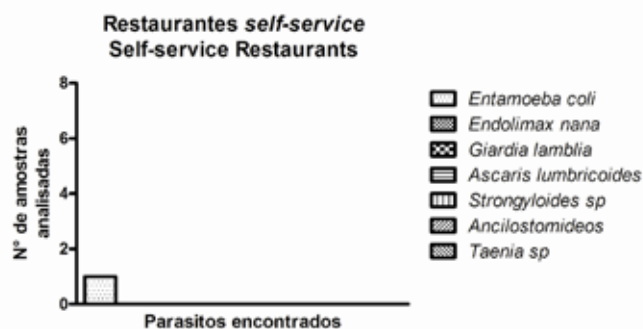 Restaurantes self-service
Self-service Restaurants
8
6
4
2
0
N° de amostras
analisadas
Parasitos encontrados
Entamoeba coli
Endolimax nana
Giardia lamblia
Ascaris lumbricoides
Strongyloides sp
Ancilostomideos
Taenia sp